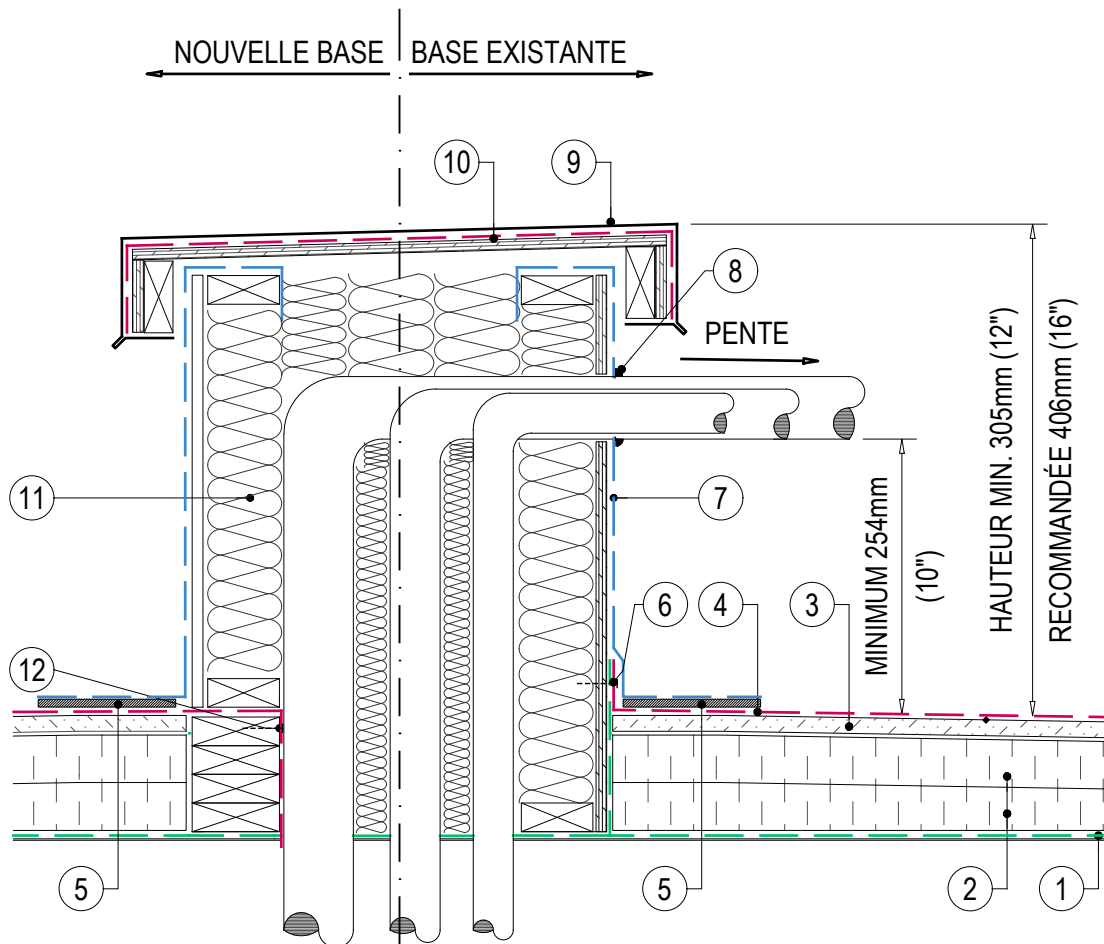 NOUVELLE BASE
BASE EXISTANTE
10
9
8
PENTE
HAUTEUR MIN. 305mm (12")
RECOMMANDÉE 406mm (16")
MINIMUM 254mm
(10")
11
7
6
4
3
12
5
5
2
1